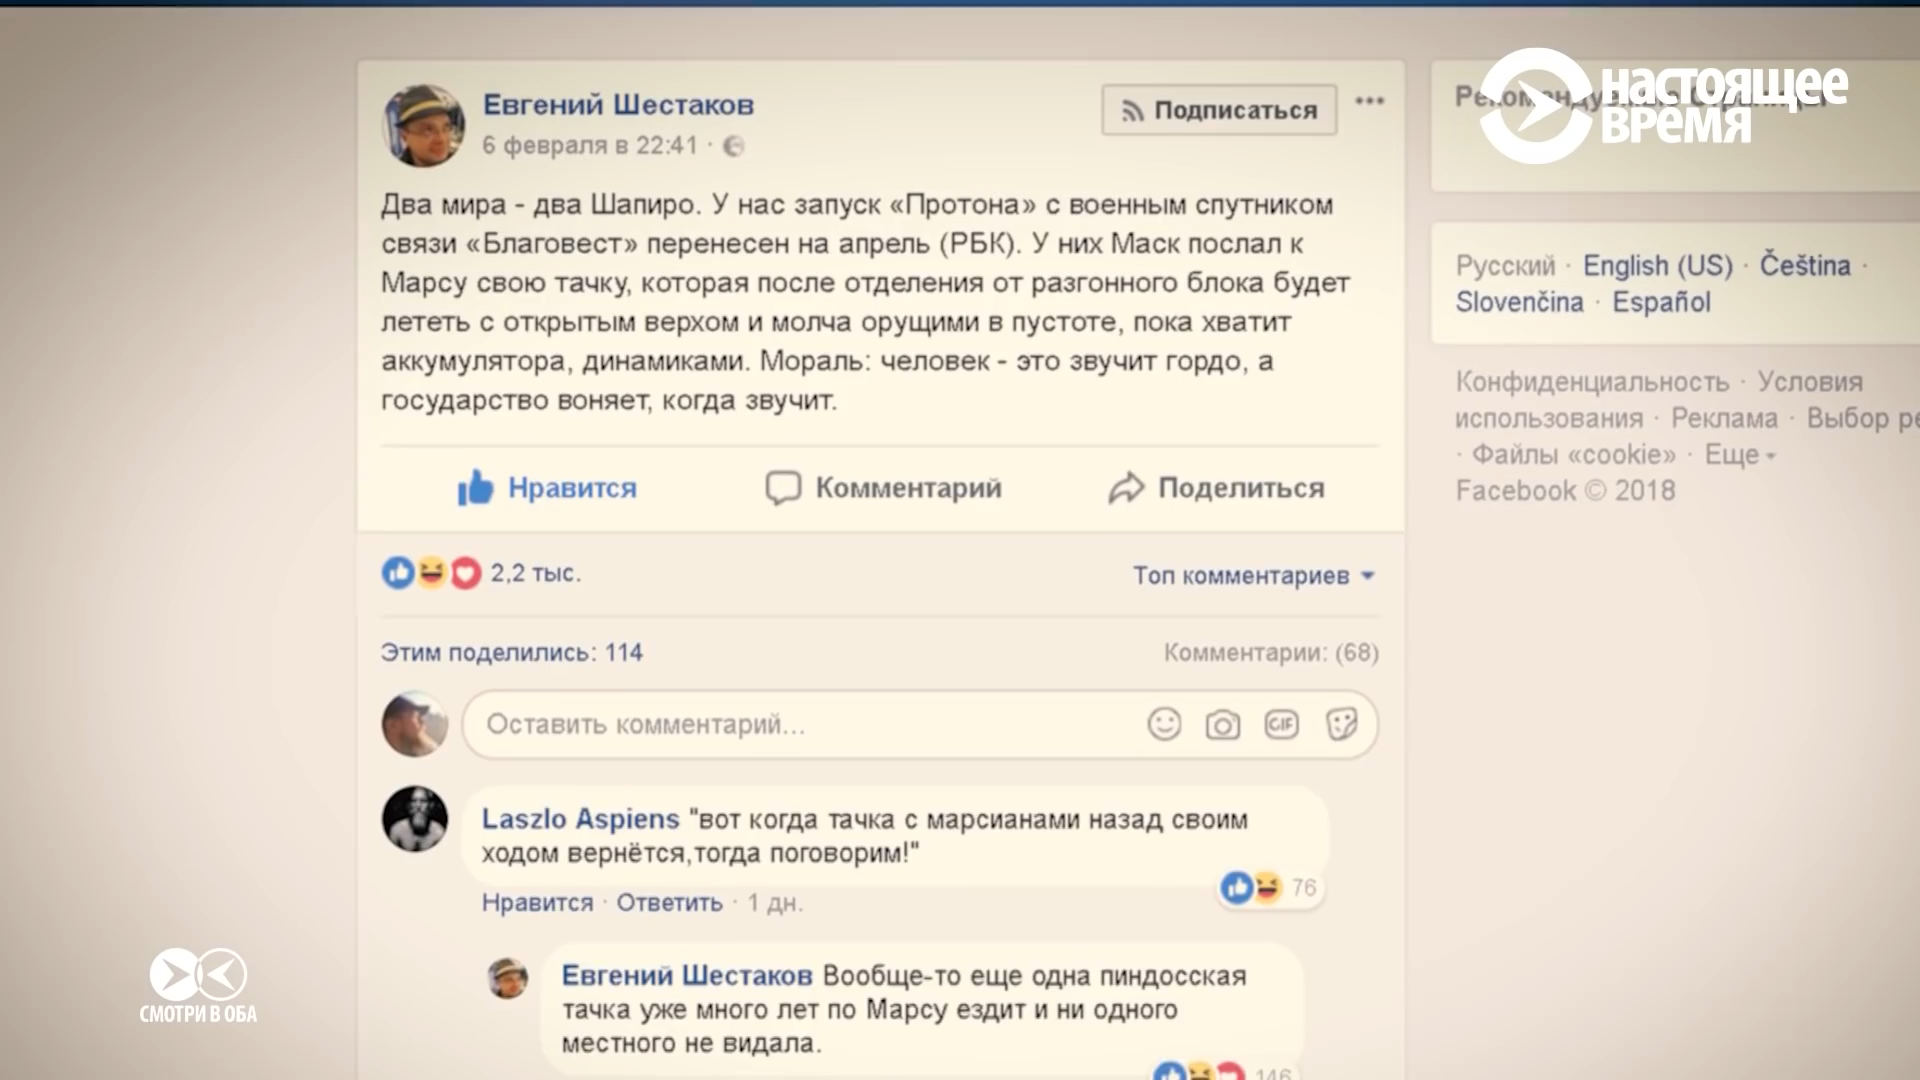 Евгений Шестаков
6 февраля в 22:41
Подписаться
Два мира - два Шапиро. У нас запуск «Протона» с военным спутником
связи «Благовест» перенесен на апрель (РБК). У них Маск послал к
Марсу свою тачку, которая после отделения от разгонного блока будет
лететь с открытым верхом и молча орущими в пустоте, пока хватит
аккумулятора, динамиками. Мораль: человек - это звучит гордо, а
государство воняет, когда звучит.
Нравится Комментарий Поделиться
2,2 тыс. Топ комментариев
Этим поделились: 114 Комментарии: (68)
Оставить комментарий...
GIF
Laszlo Aspiens "вот когда тачка с марсианами назад своим
ходом вернётся,тогда поговорим!"
76
Нравится · Ответить · 1 дн.
Евгений Шестаков Вообще-то еще одна пиндосская
тачка уже много лет по Марсу ездит и ни одного
местного не видала.
146
НАСТОЯЩЕЕ
ВРЕМЯ
Русский · English (US) · Čeština ·
Slovenčina · Español
Конфиденциальность · Условия
использования · Реклама · Выбор
· Файлы «cookie» · Еще
Facebook © 2018
СМОТРИ В ОБА